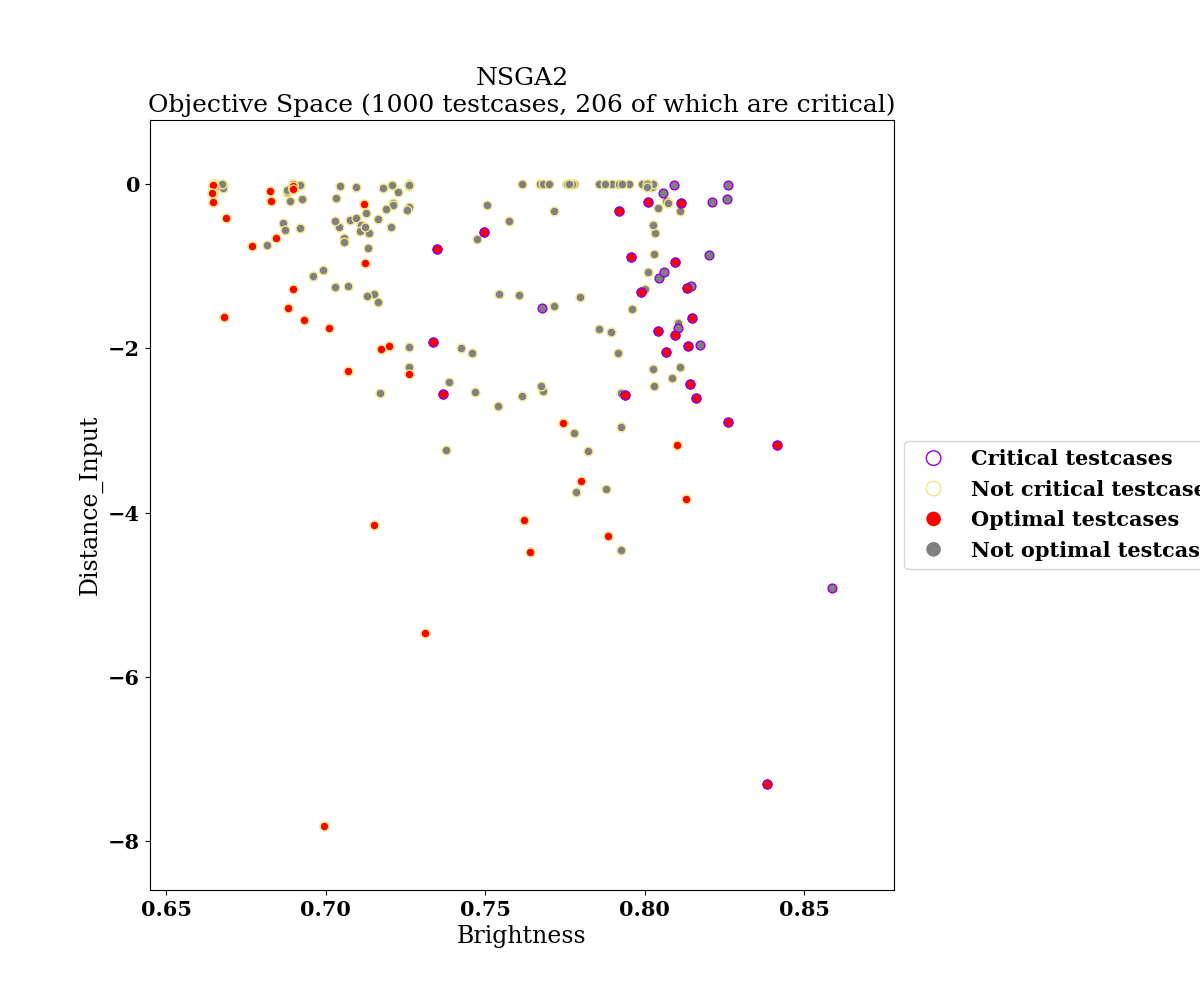 NSGA2
Objective Space (1000 testcases, 206 of which are critical)
0
−2
−4
−6
−8
Distance_Input
0.65 0.70 0.75 0.80 0.85
Brightness
Critical testcases
Not critical testcase
Optimal testcases
Not optimal testcas